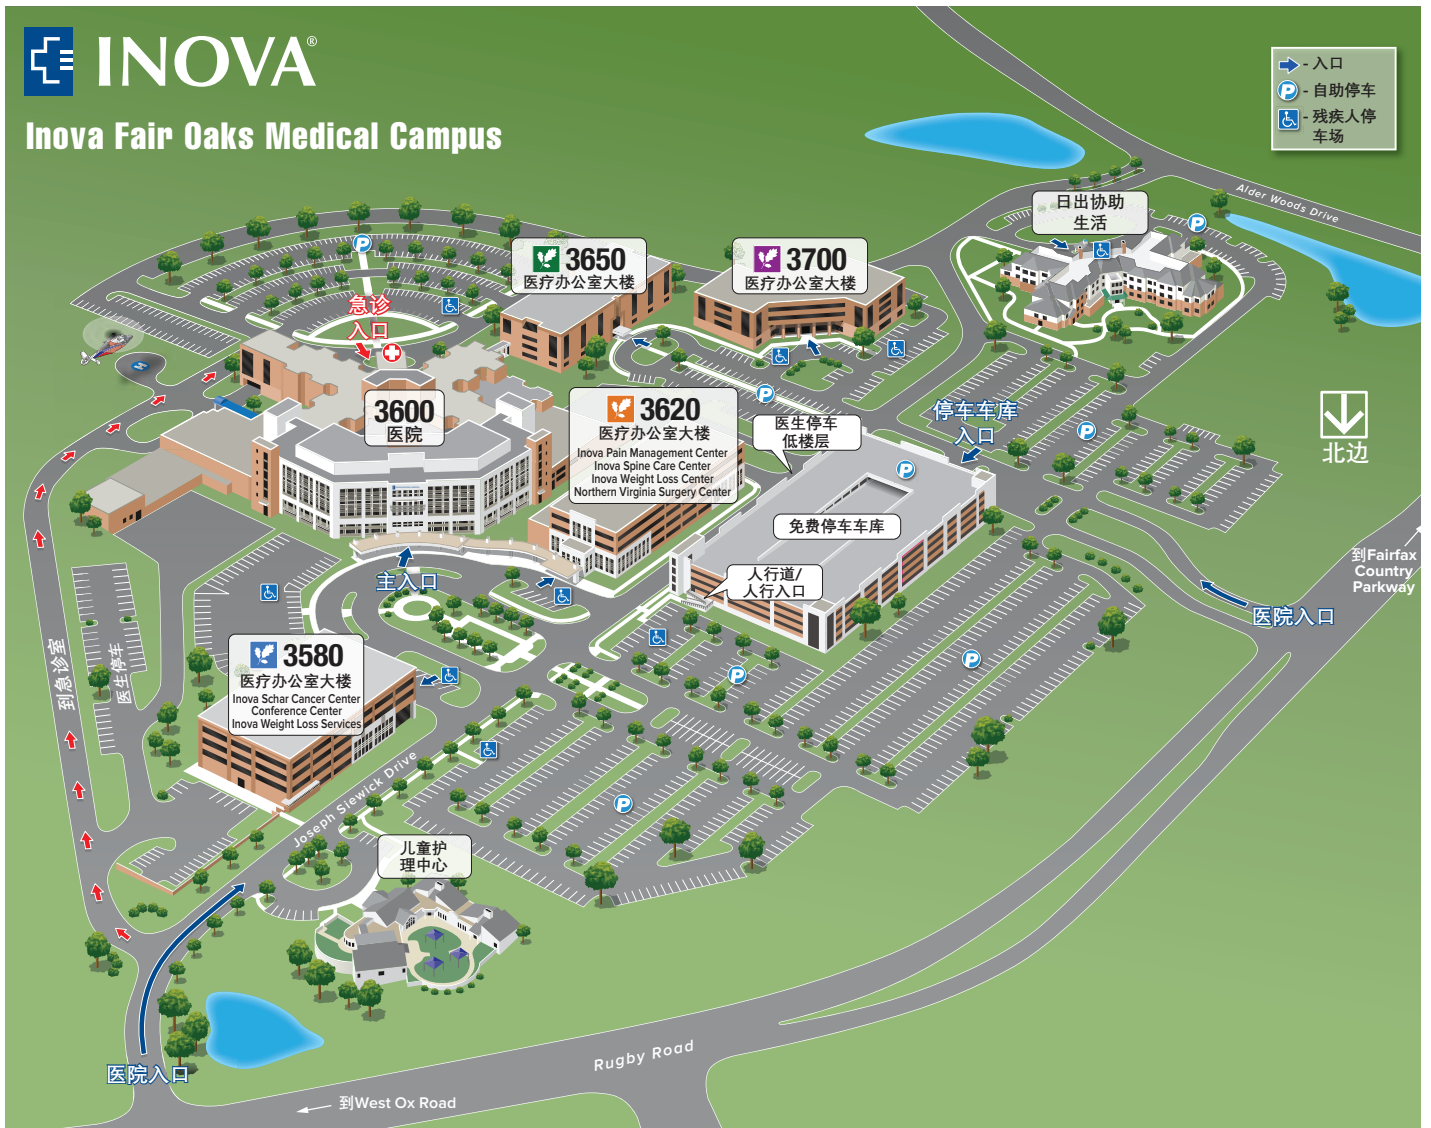 INOVA®
Inova Fair Oaks Medical Campus
- 入口
P - 自助停车
- 残疾人停
车场
Alder Woods Drive
日出协助
生活
P
P
3650
医疗办公室大楼
3700
医疗办公室大楼
急诊
入口
H
3600
医院
3620
医疗办公室大楼
Inova Pain Management Center
Inova Spine Care Center
Inova Weight Loss Center
Northern Virginia Surgery Center
P
医生停车
低楼层
停车车库
入口
P
P
北边
免费停车车库
到Fairfax
Country
Parkway
人行道/
人行入口
主入口
医院入口
到急诊室
医生停车
3580
医疗办公室大楼
Inova Schar Cancer Center
Conference Center
Inova Weight Loss Services
P
P
P
Joseph Siewick Drive
儿童护
理中心
医院入口
Rugby Road
到West Ox Road